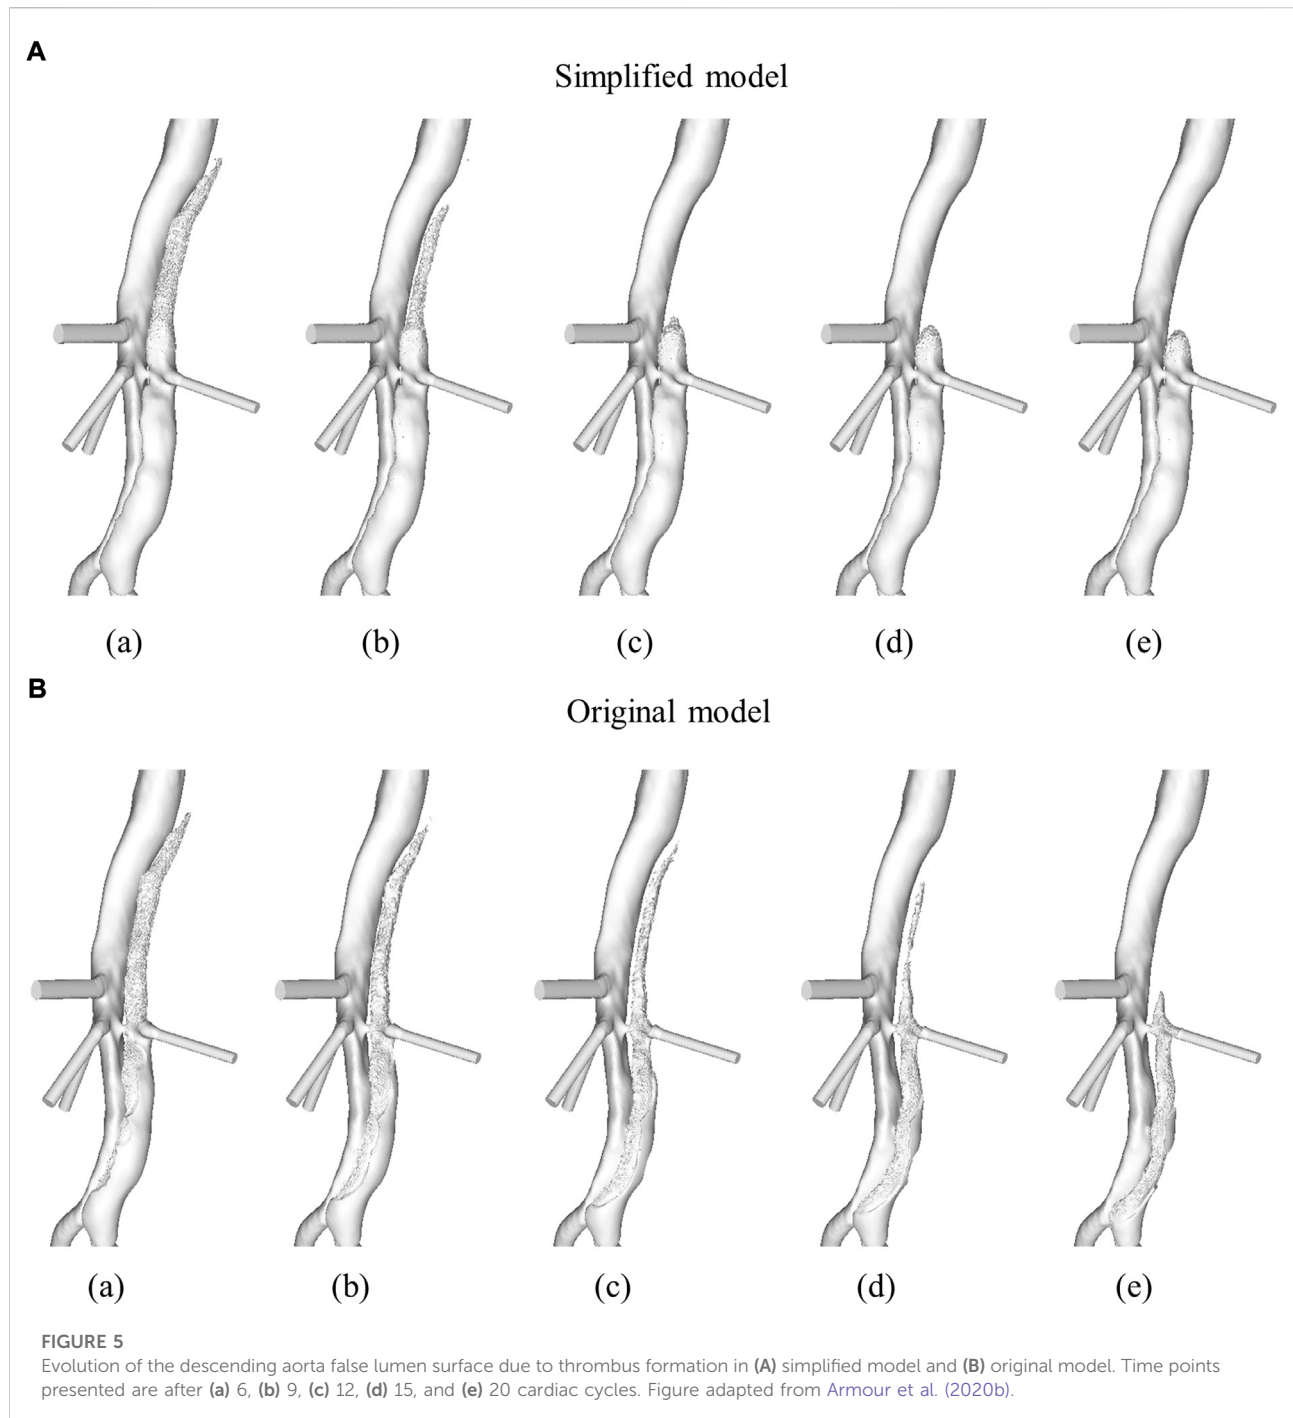 A
Simplified model
(a) (b) (c) (d) (e)
B
Original model
(a) (b) (c) (d) (e)
FIGURE 5
Evolution of the descending aorta false lumen surface due to thrombus formation in (A) simplified model and (B) original model. Time points
presented are after (a) 6, (b) 9, (c) 12, (d) 15, and (e) 20 cardiac cycles. Figure adapted from Armour et al. (2020b).